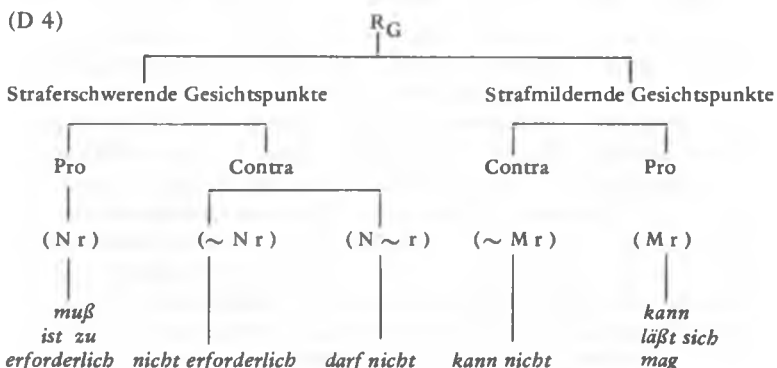 (D 4)
R_G
Straferschwerende Gesichtspunkte Strafmildernde Gesichtspunkte
Pro Contra Contra Pro
(N r) (~ N r) (N ~ r) (~ M r) (M r)
muß kann
ist zu läßt sich
erforderlich nicht erforderlich darf nicht kann nicht mag